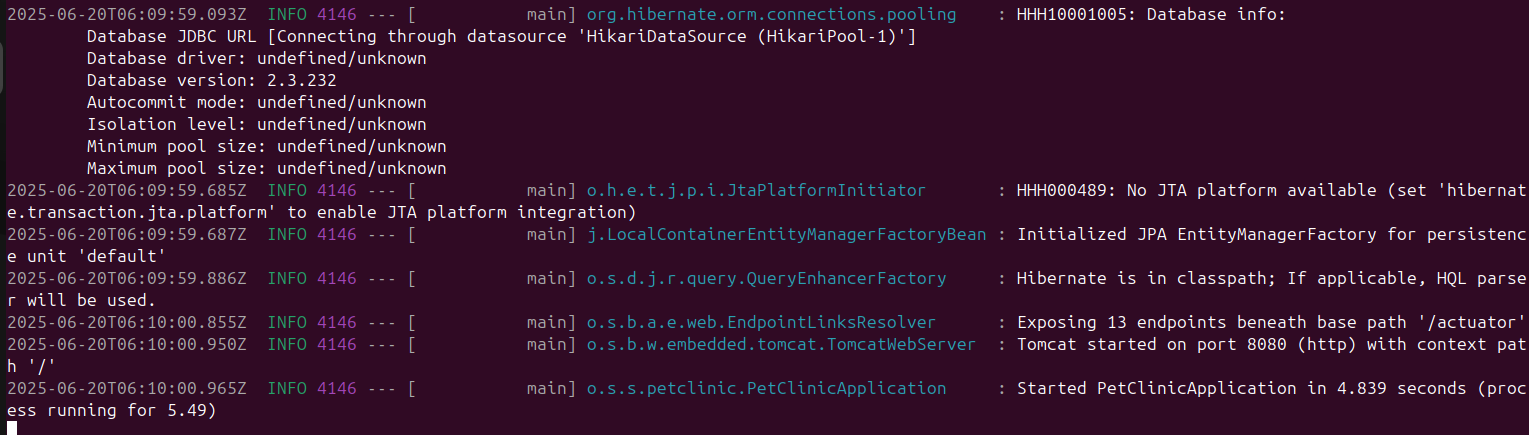 2025-06-20T06:09:59.093Z  INFO 4146 --- [           main] org.hibernate.orm.connections.pooling    : HHH10001005: Database info:
        Database JDBC URL [Connecting through datasource 'HikariDataSource (HikariPool-1)']
        Database driver: undefined/unknown
        Database version: 2.3.232
        Autocommit mode: undefined/unknown
        Isolation level: undefined/unknown
        Minimum pool size: undefined/unknown
        Maximum pool size: undefined/unknown
2025-06-20T06:09:59.685Z  INFO 4146 --- [           main] o.h.e.t.j.p.i.JtaPlatformInitiator       : HHH000489: No JTA platform available (set 'hibernat
e.transaction.jta.platform' to enable JTA platform integration)
2025-06-20T06:09:59.687Z  INFO 4146 --- [           main] j.LocalContainerEntityManagerFactoryBean : Initialized JPA EntityManagerFactory for persistenc
e unit 'default'
2025-06-20T06:09:59.886Z  INFO 4146 --- [           main] o.s.d.j.r.query.QueryEnhancerFactory     : Hibernate is in classpath; If applicable, HQL parse
r will be used.
2025-06-20T06:10:00.855Z  INFO 4146 --- [           main] o.s.b.a.e.web.EndpointLinksResolver      : Exposing 13 endpoints beneath base path '/actuator'
2025-06-20T06:10:00.950Z  INFO 4146 --- [           main] o.s.b.w.embedded.tomcat.TomcatWebServer  : Tomcat started on port 8080 (http) with context pat
h '/'
2025-06-20T06:10:00.965Z  INFO 4146 --- [           main] o.s.s.petclinic.PetClinicApplication     : Started PetClinicApplication in 4.839 seconds (proc
ess running for 5.49)